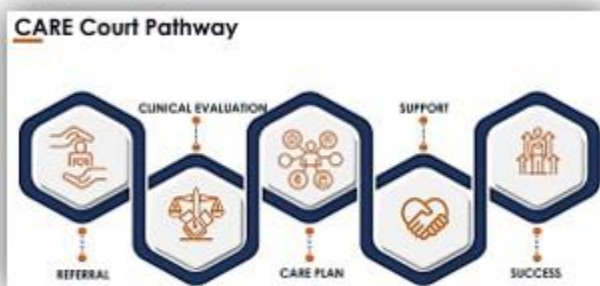 CARE Court Pathway
CLINICAL EVALUATION
SUPPORT
REFERRAL
CARE PLAN
SUCCESS